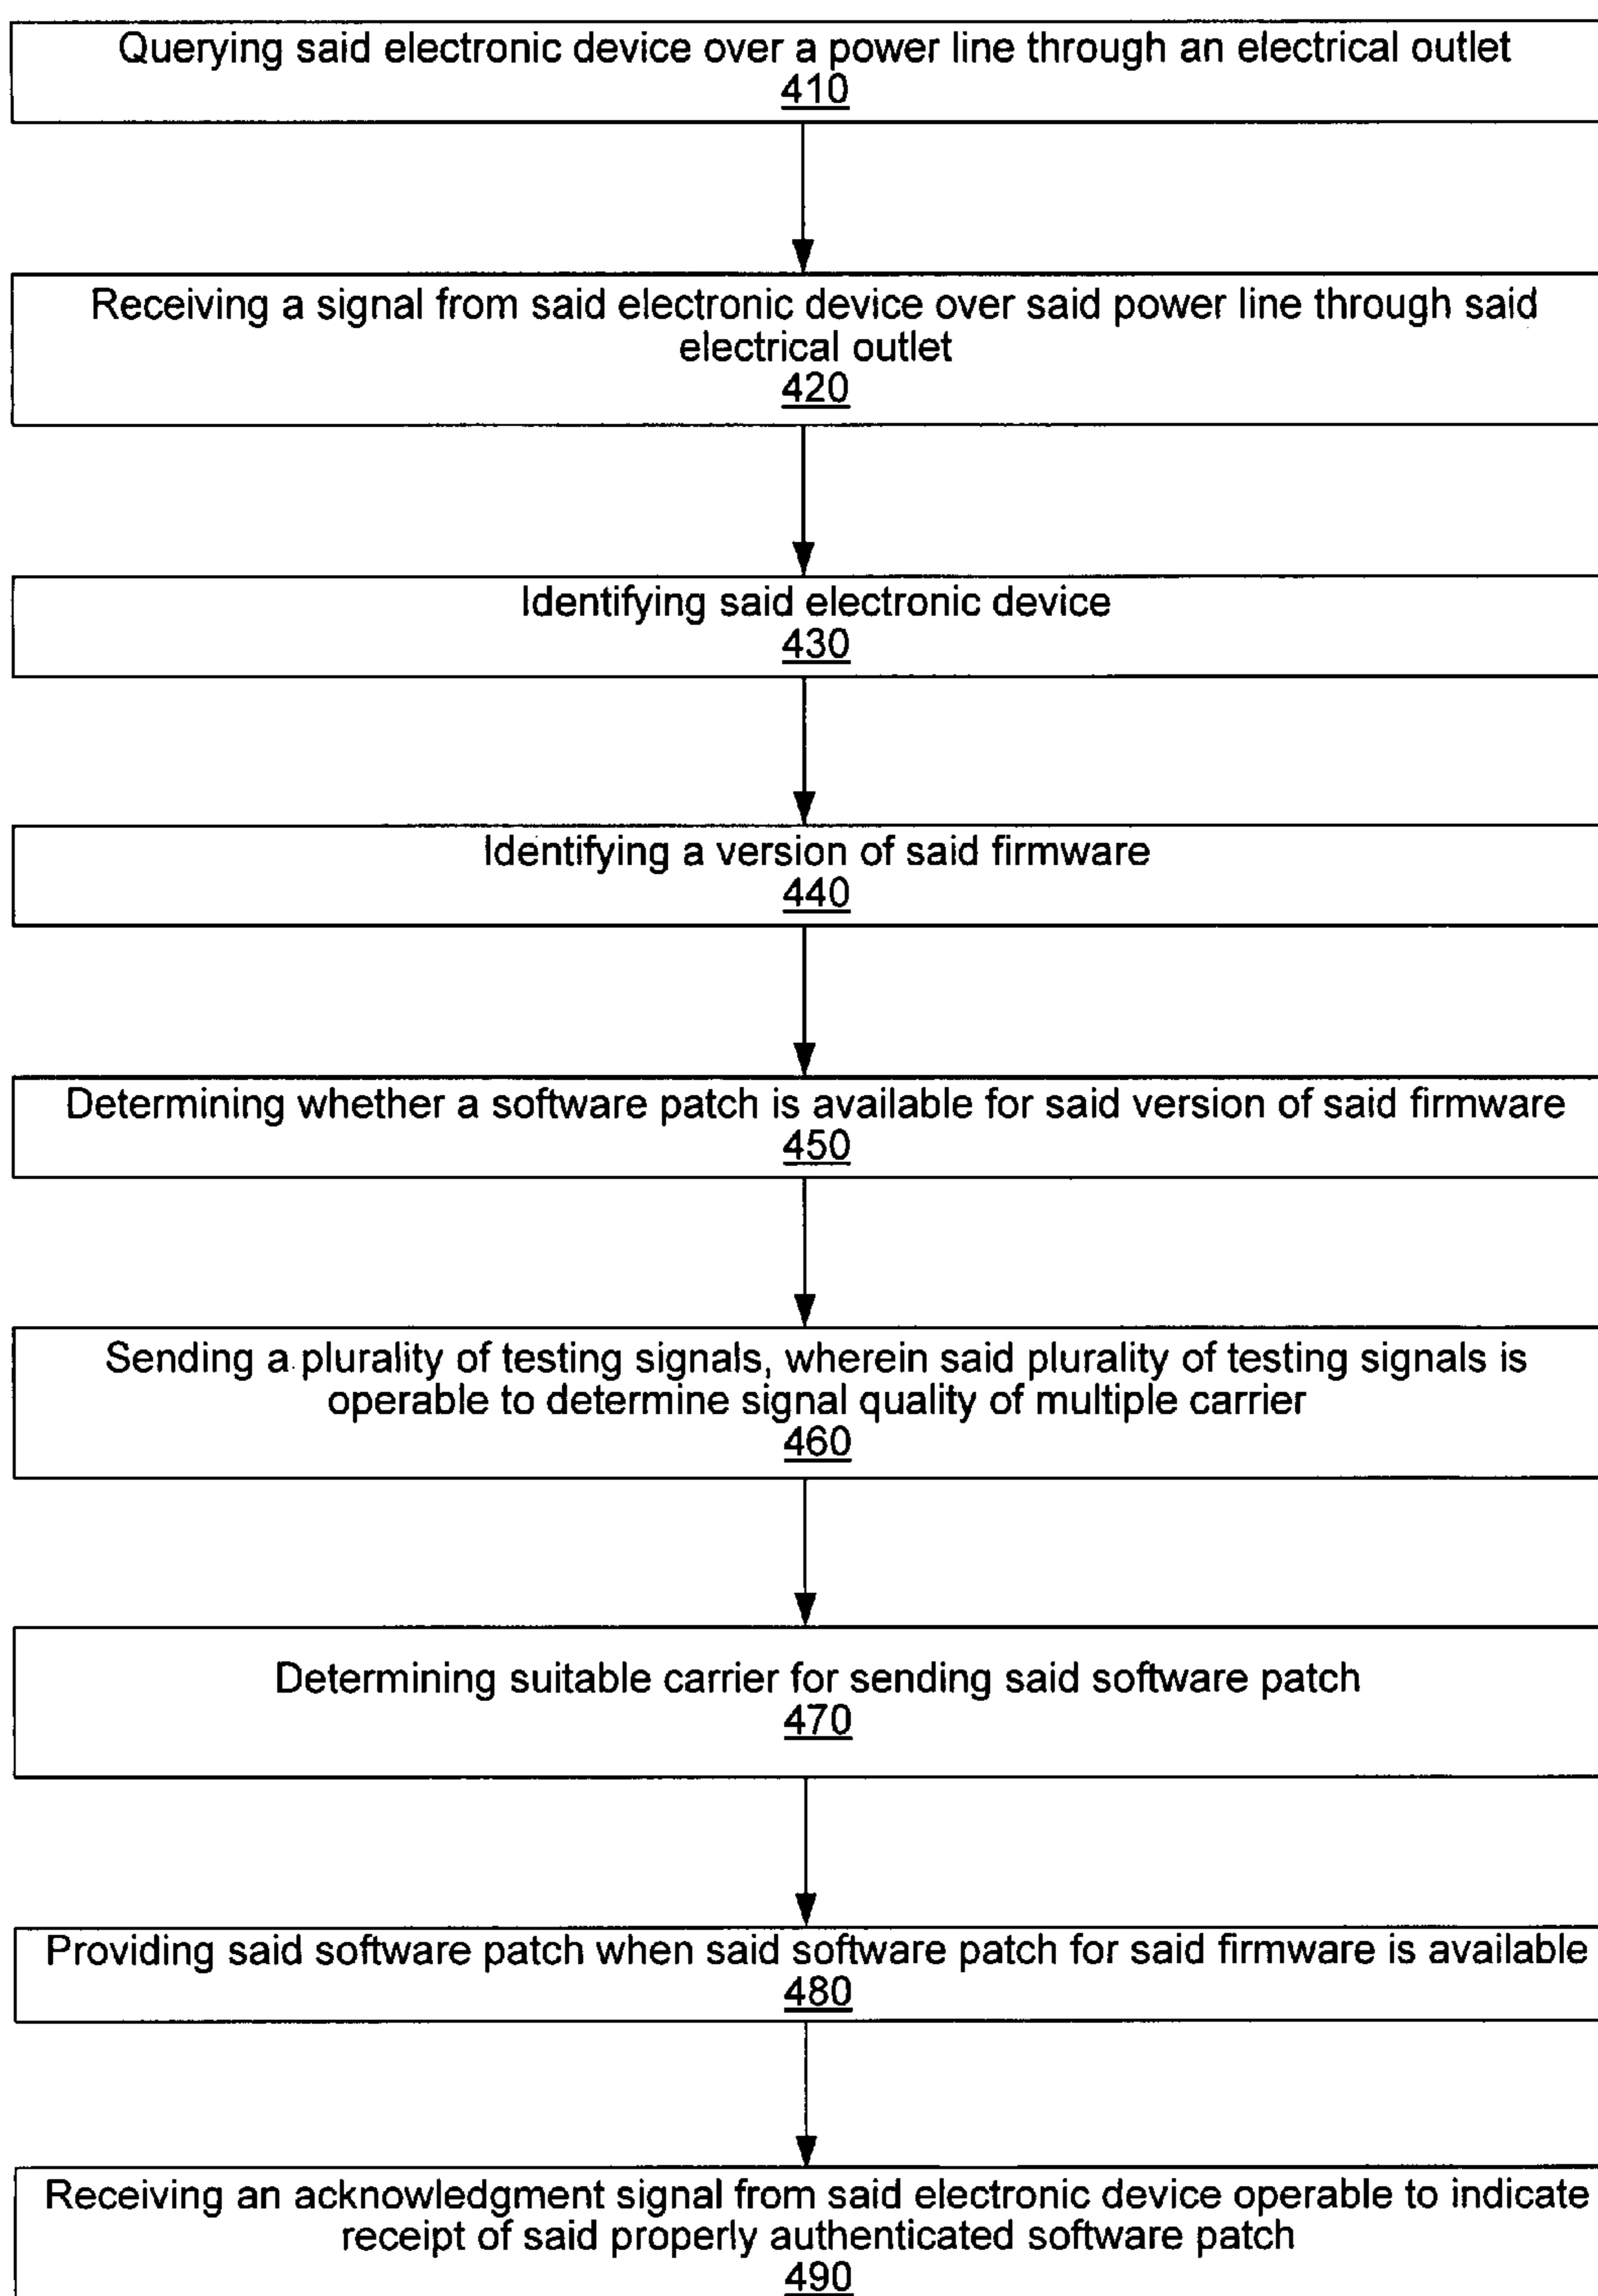 Querying said electronic device over a power line through an electrical outlet
410
Receiving a signal from said electronic device over said power line through said
electrical outlet
420
Identifying said electronic device
430
Identifying a version of said firmware
440
Determining whether a software patch is available for said version of said firmware
450
Sending a plurality of testing signals, wherein said plurality of testing signals is
operable to determine signal quality of multiple carrier
460
Determining suitable carrier for sending said software patch
470
Providing said software patch when said software patch for said firmware is available
480
Receiving an acknowledgment signal from said electronic device operable to indicate
receipt of said properly authenticated software patch
490